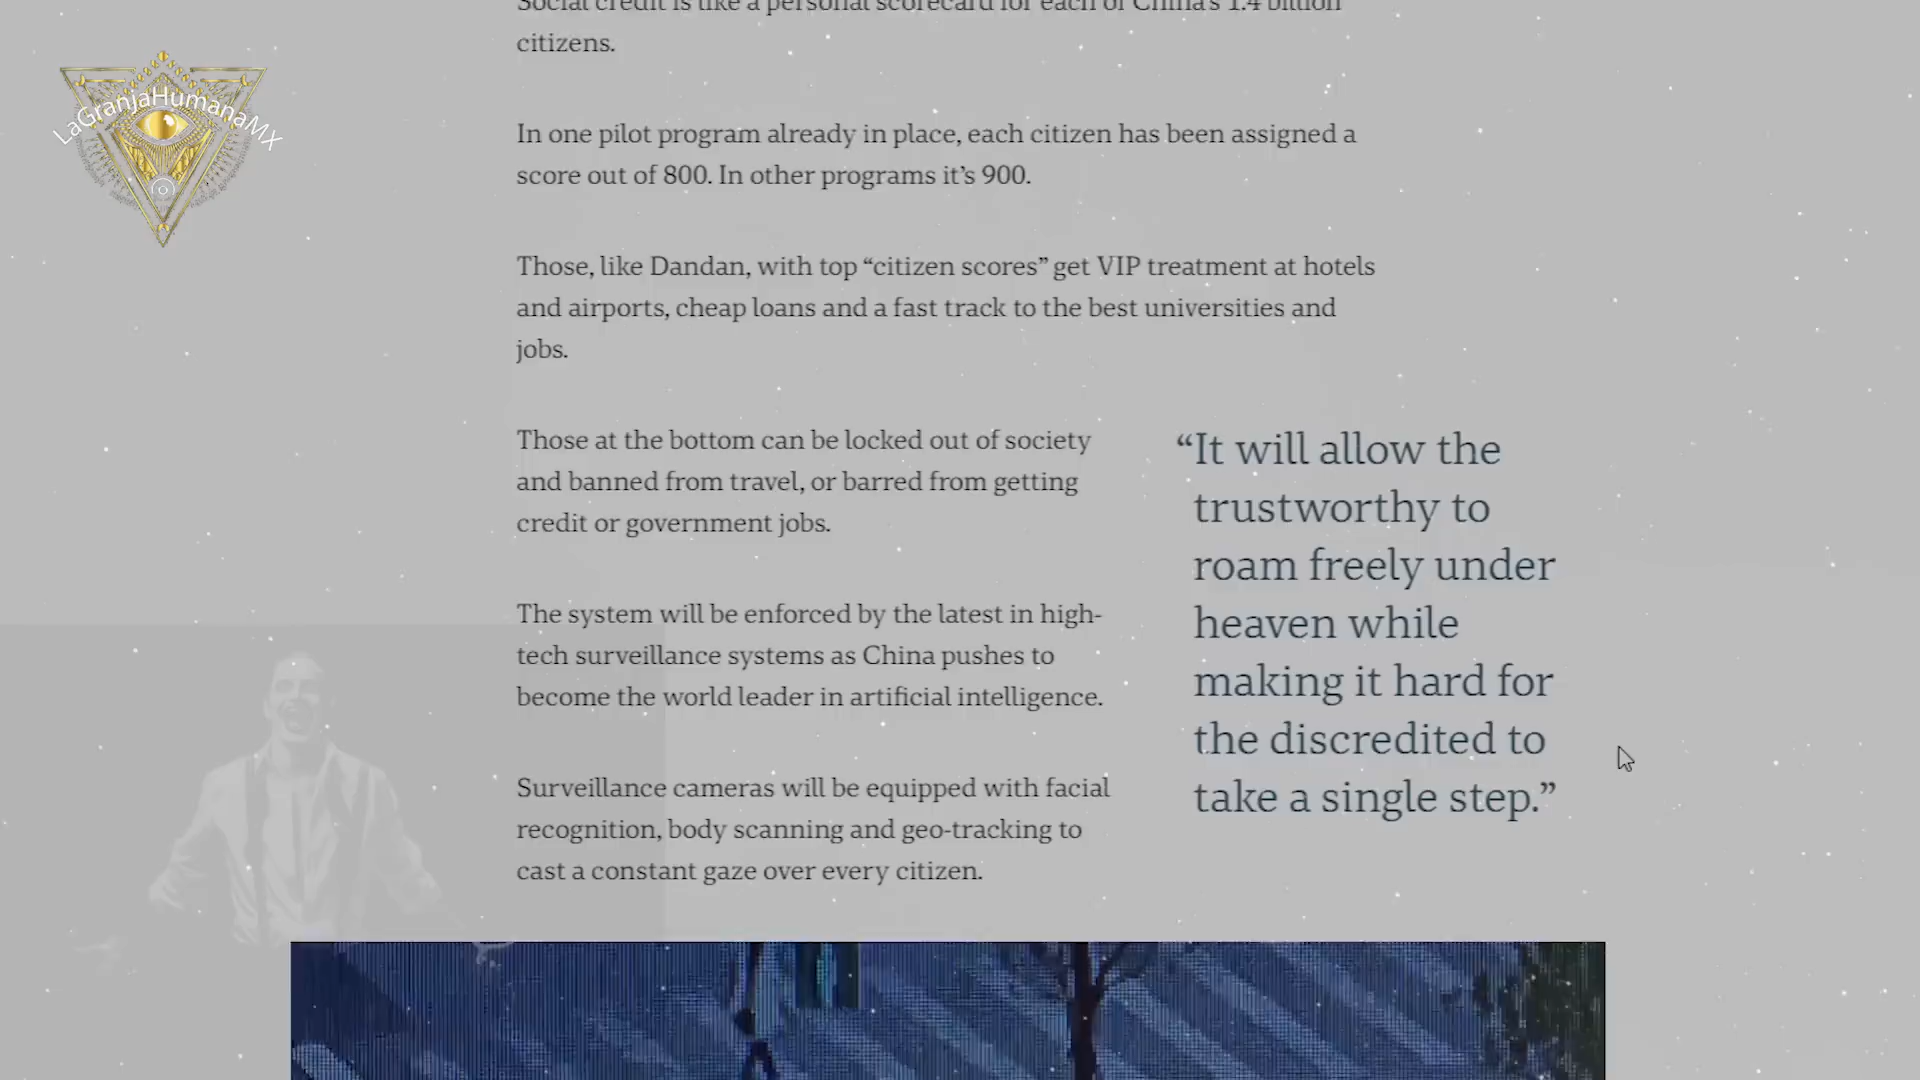 Social credit is like a personal scorecard for each of China's 1.4 billion
citizens.
LaGranjaHumanaMX
In one pilot program already in place, each citizen has been assigned a
score out of 800. In other programs it’s 900.
Those, like Dandan, with top “citizen scores” get VIP treatment at hotels
and airports, cheap loans and a fast track to the best universities and
jobs.
Those at the bottom can be locked out of society
and banned from travel, or barred from getting
credit or government jobs.
The system will be enforced by the latest in high-
tech surveillance systems as China pushes to
become the world leader in artificial intelligence.
Surveillance cameras will be equipped with facial
recognition, body scanning and geo-tracking to
cast a constant gaze over every citizen.
“It will allow the
trustworthy to
roam freely under
heaven while
making it hard for
the discredited to
take a single step.”